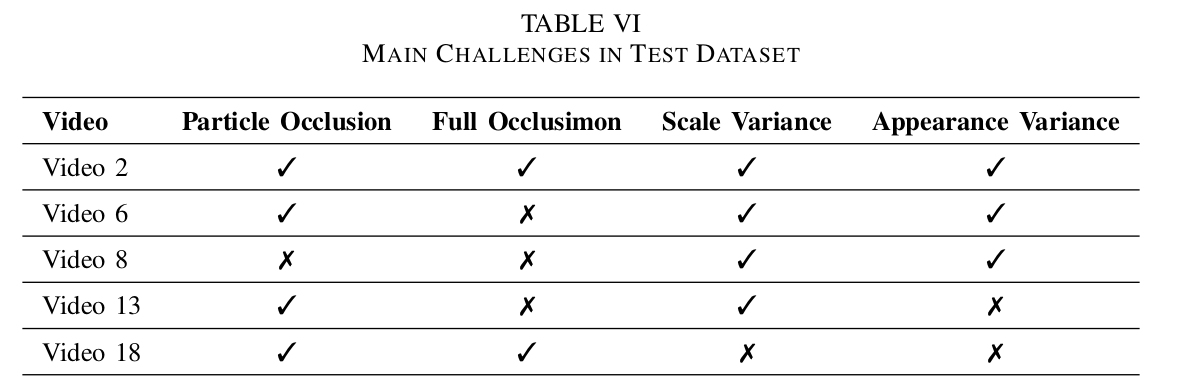 TABLE VI
MAIN CHALLENGES IN TEST DATASET
Video Particle Occlusion Full Occlusimon Scale Variance Appearance Variance
Video 2 ✓ ✓ ✓ ✓
Video 6 ✓ ✗ ✓ ✓
Video 8 ✗ ✗ ✓ ✓
Video 13 ✓ ✗ ✓ ✗
Video 18 ✓ ✓ ✗ ✗